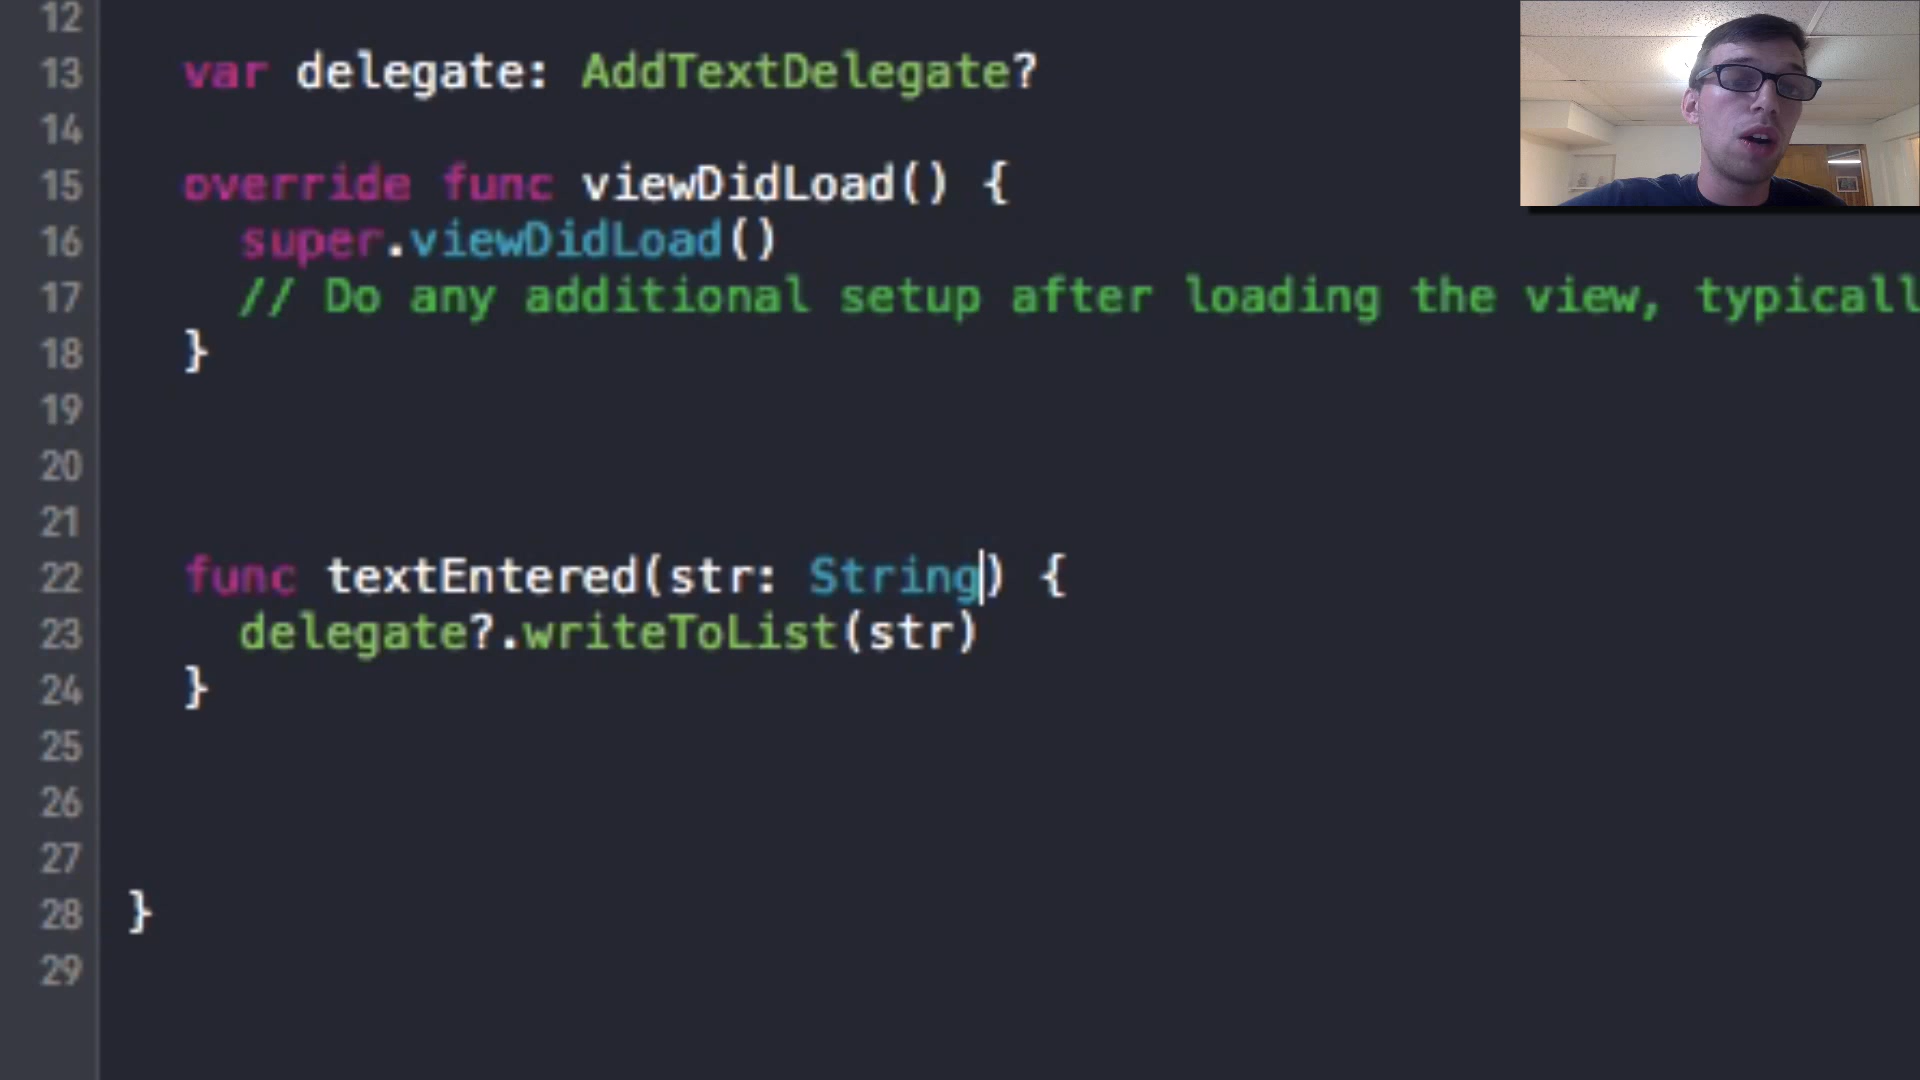 12
13 var delegate: AddTextDelegate?
14
15 override func viewDidLoad() {
16 super.viewDidLoad()
17 // Do any additional setup after loading the view, typicall
18 }
19
20
21
22 func textEntered(str: String) {
23 delegate?.writeToList(str)
24 }
25
26
27
28 }
29